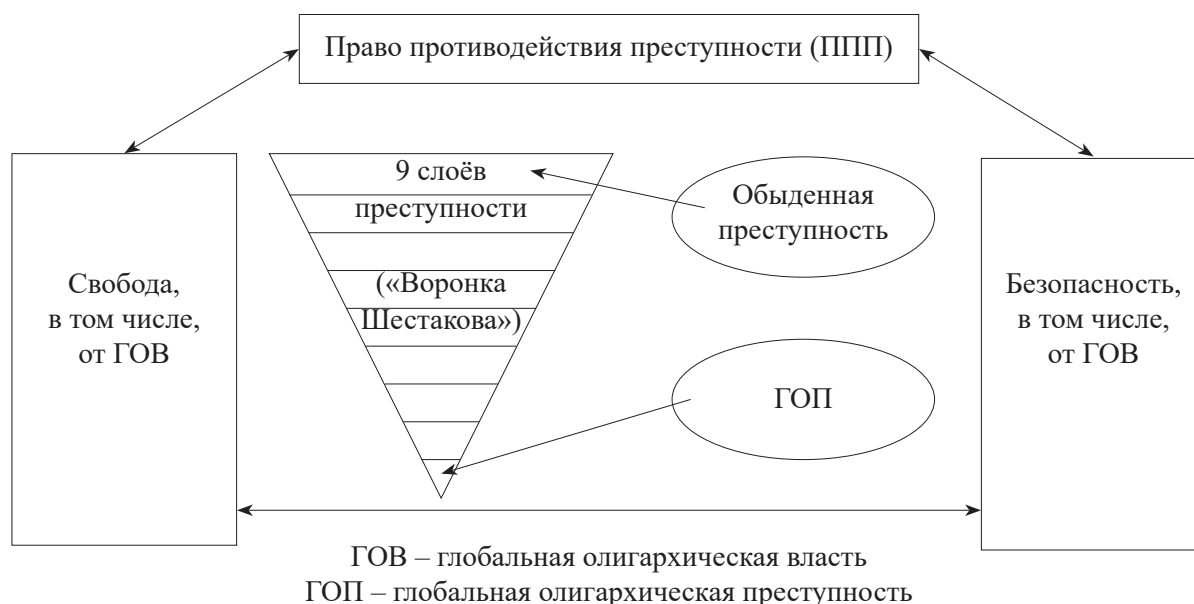 Право противодействия преступности (ППП)
Свобода,
в том числе,
от ГОВ
9 слоёв
преступности
(«Воронка
Шестакова»)
Обыденная
преступность
ГОП
Безопасность,
в том числе,
от ГОВ
ГОВ – глобальная олигархическая власть
ГОП – глобальная олигархическая преступность